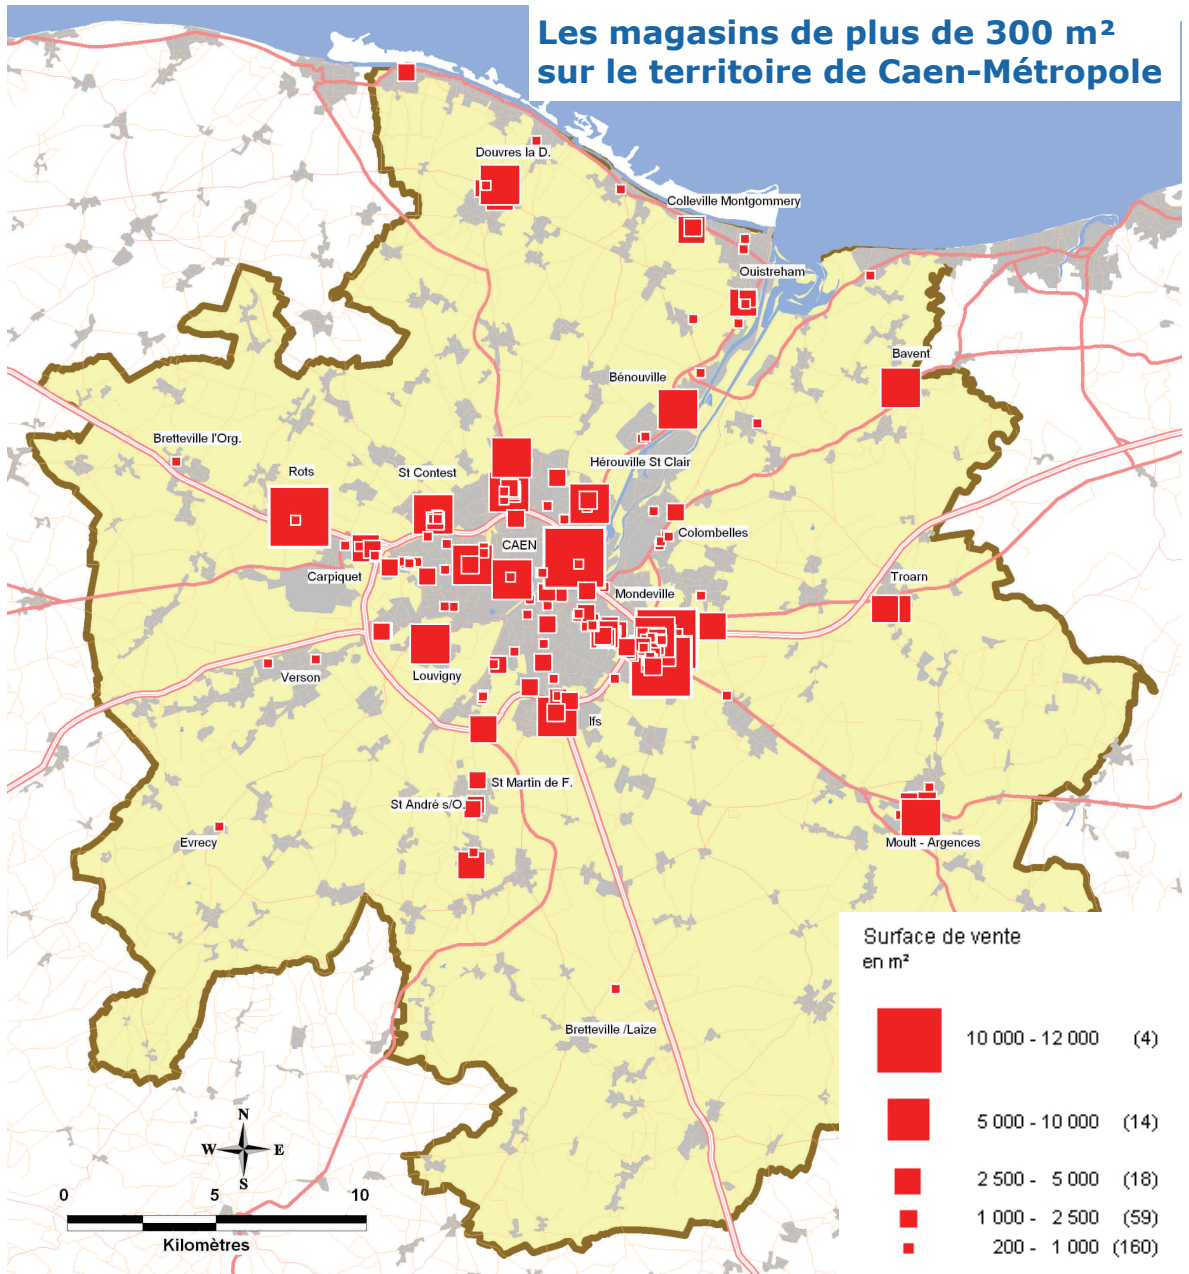 Les magasins de plus de 300 m²
sur le territoire de Caen-Métropole
Douvres la D.
Colleville Montgommery
Ouistreham
Bavent
Bénouville
Bretteville l'Org.
Rots
St Contest
Hérouville St Clair
CAEN
Colombelles
Carpiquet
Mondeville
Troarn
Verson
Louvigny
Ifs
St Martin de F.
St André s/O.
Evrecy
Moult - Argences
Bretteville /Laize
Surface de vente
en m²
10 000 - 12 000 (4)
5 000 - 10 000 (14)
2 500 - 5 000 (18)
1 000 - 2 500 (59)
200 - 1 000 (160)
N
W E
S
0 5 10
Kilomètres